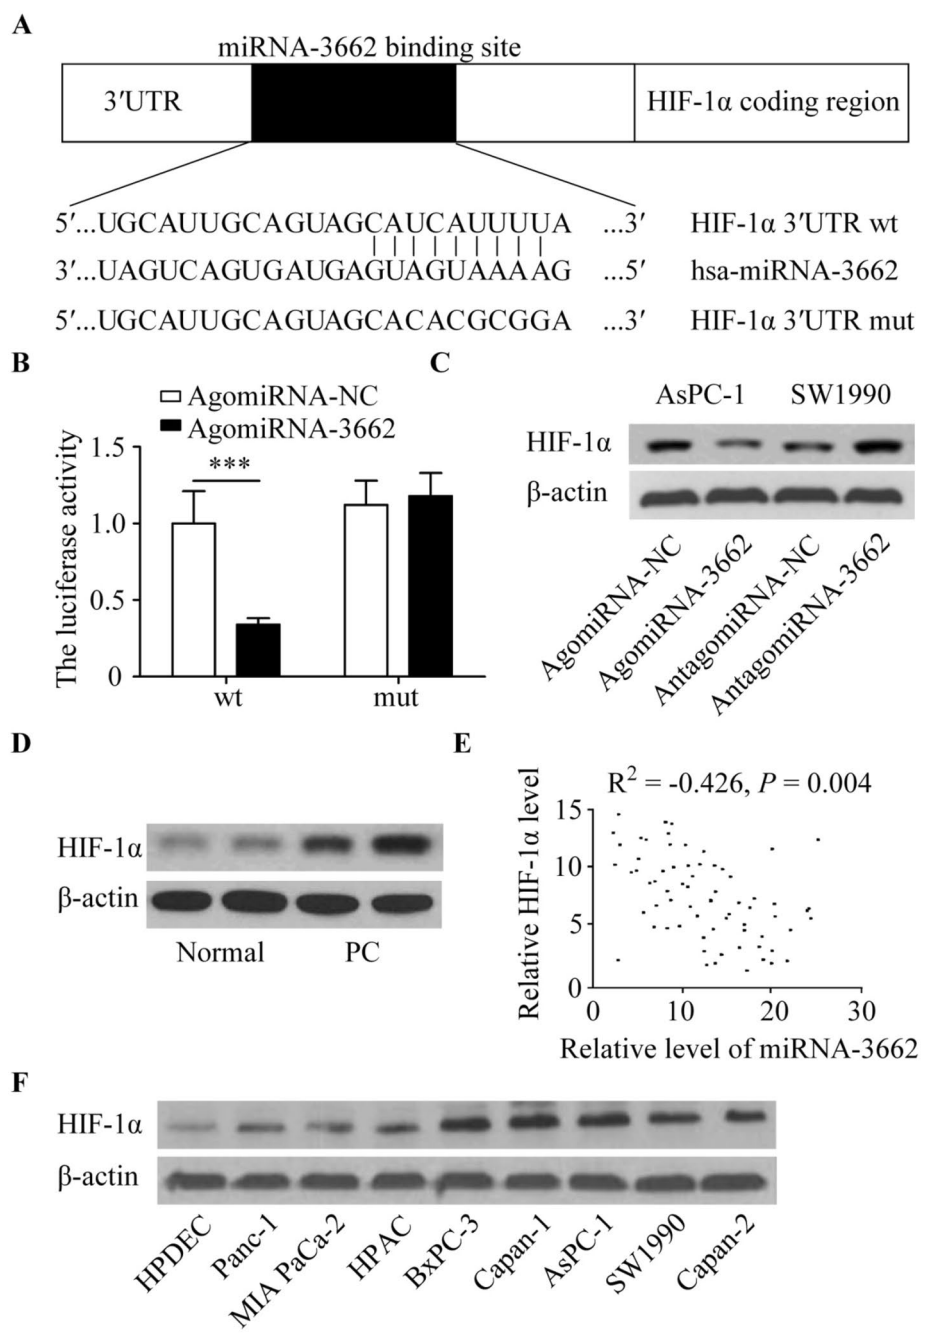 A
miRNA-3662 binding site
3′UTR
HIF-1α coding region
5′...UGCAUUGCAGUAGCAUCAUUUUA ...3′ HIF-1α 3′UTR wt
3′...UAGUCAGUGAUGAGUAGUAAAAG ...5′ hsa-miRNA-3662
5′...UGCAUUGCAGUAGCACACGCGGA ...3′ HIF-1α 3′UTR mut
B
AgomiRNA-NC
AgomiRNA-3662
The luciferase activity
1.5
1.0
0.5
0
***
wt mut
C
AsPC-1 SW1990
HIF-1α
β-actin
AgomiRNA-NC
AgomiRNA-3662
AntagomiRNA-NC
AntagomiRNA-3662
D
HIF-1α
β-actin
Normal PC
E
R² = -0.426, P = 0.004
Relative HIF-1α level
15
10
5
0
0 10 20 30
Relative level of miRNA-3662
F
HIF-1α
β-actin
HPDEC
Panc-1
MIA PaCa-2
HPAC
BxPC-3
Capan-1
AsPC-1
SW1990
Capan-2